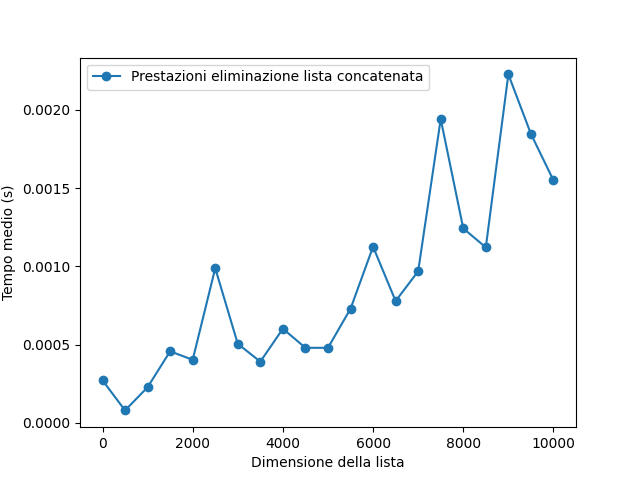 Prestazioni eliminazione lista concatenata
Tempo medio (s)
0.0020
0.0015
0.0010
0.0005
0.0000
0 2000 4000 6000 8000 10000
Dimensione della lista